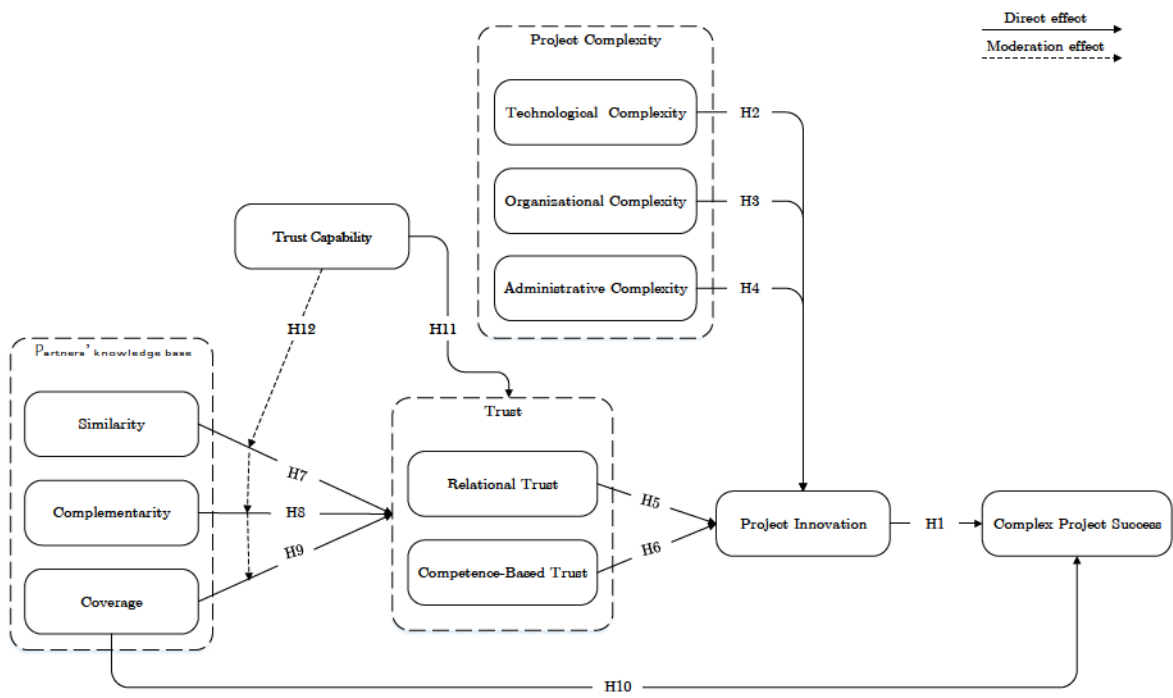 Direct effect
Moderation effect
Project Complexity
Technological Complexity
H2
Organizational Complexity
H3
Administrative Complexity
H4
Trust Capability
H12
H11
Partners' knowledge base
Similarity
Complementarity
Coverage
H7
H8
H9
Trust
Relational Trust
Competence-Based Trust
H5
H6
Project Innovation
H1
Complex Project Success
H10